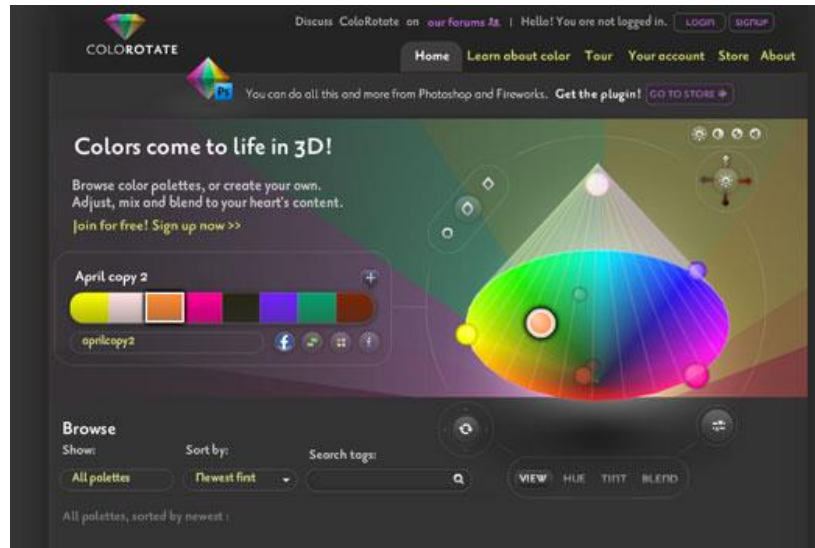 Discuss ColoRotate on our forums | Hello! You are not logged in. LOGIN SIGNUP
COLOROTATE
Home Learn about color Tour Your account Store About
Ps You can do all this and more from Photoshop and Fireworks. Get the plugin! GO TO STORE
Colors come to life in 3D!
Browse color palettes, or create your own.
Adjust, mix and blend to your heart's content.
Join for free! Sign up now >>
April copy 2
aprilcopy2
Browse
Show: Sort by: Search tags:
All palettes Newest first
VIEW HUE TINT BLEND
All palettes, sorted by newest :